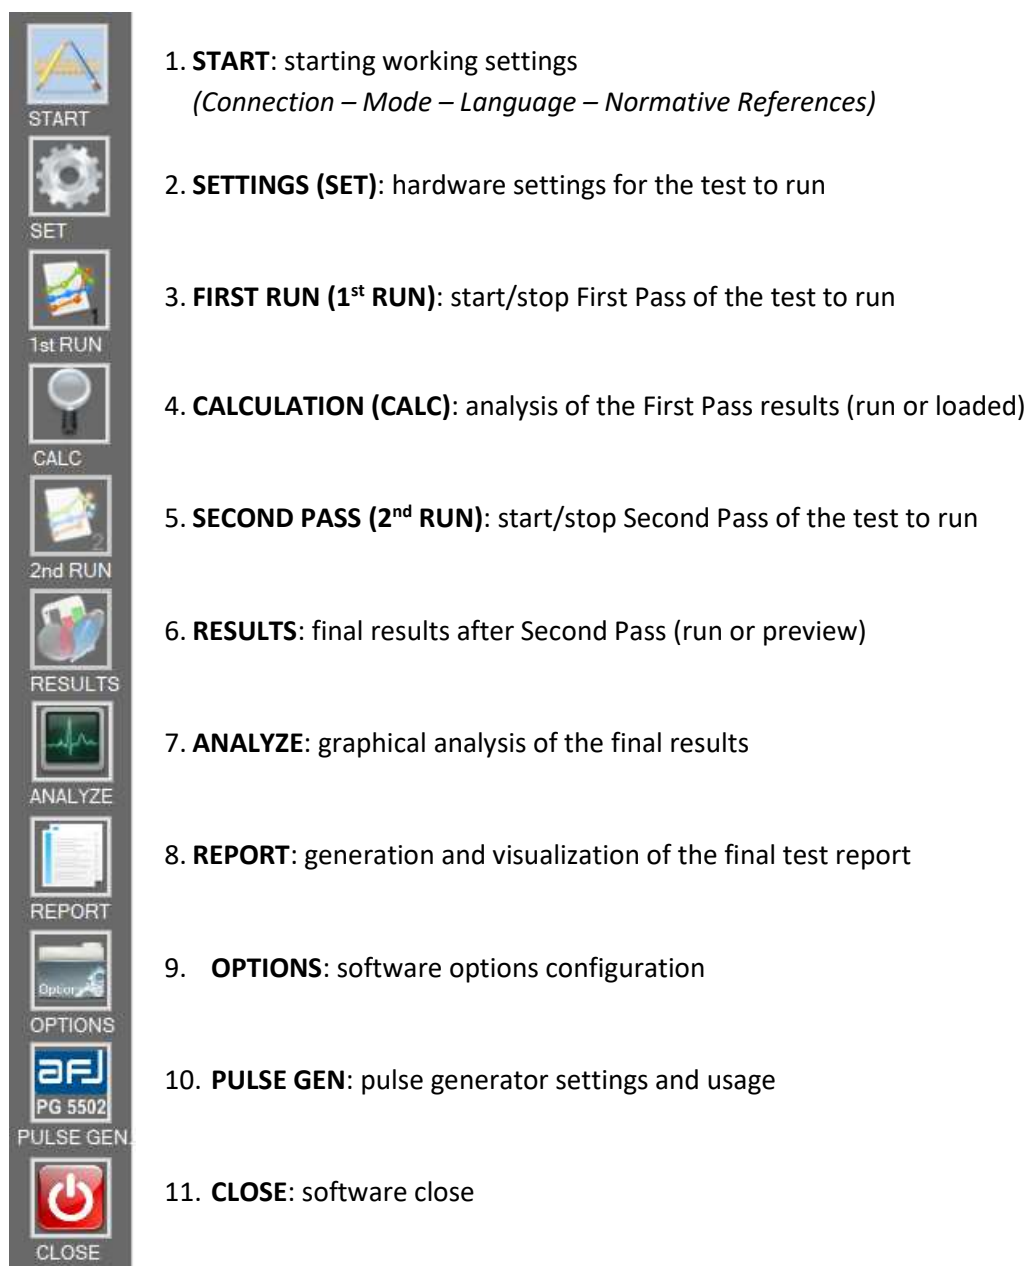 START
1. START: starting working settings
(Connection – Mode – Language – Normative References)
SET
2. SETTINGS (SET): hardware settings for the test to run
1
1st RUN
3. FIRST RUN (1st RUN): start/stop First Pass of the test to run
CALC
4. CALCULATION (CALC): analysis of the First Pass results (run or loaded)
2
2nd RUN
5. SECOND PASS (2nd RUN): start/stop Second Pass of the test to run
RESULTS
6. RESULTS: final results after Second Pass (run or preview)
ANALYZE
7. ANALYZE: graphical analysis of the final results
REPORT
8. REPORT: generation and visualization of the final test report
Option
OPTIONS
9. OPTIONS: software options configuration
afj
PG 5502
PULSE GEN.
10. PULSE GEN: pulse generator settings and usage
CLOSE
11. CLOSE: software close